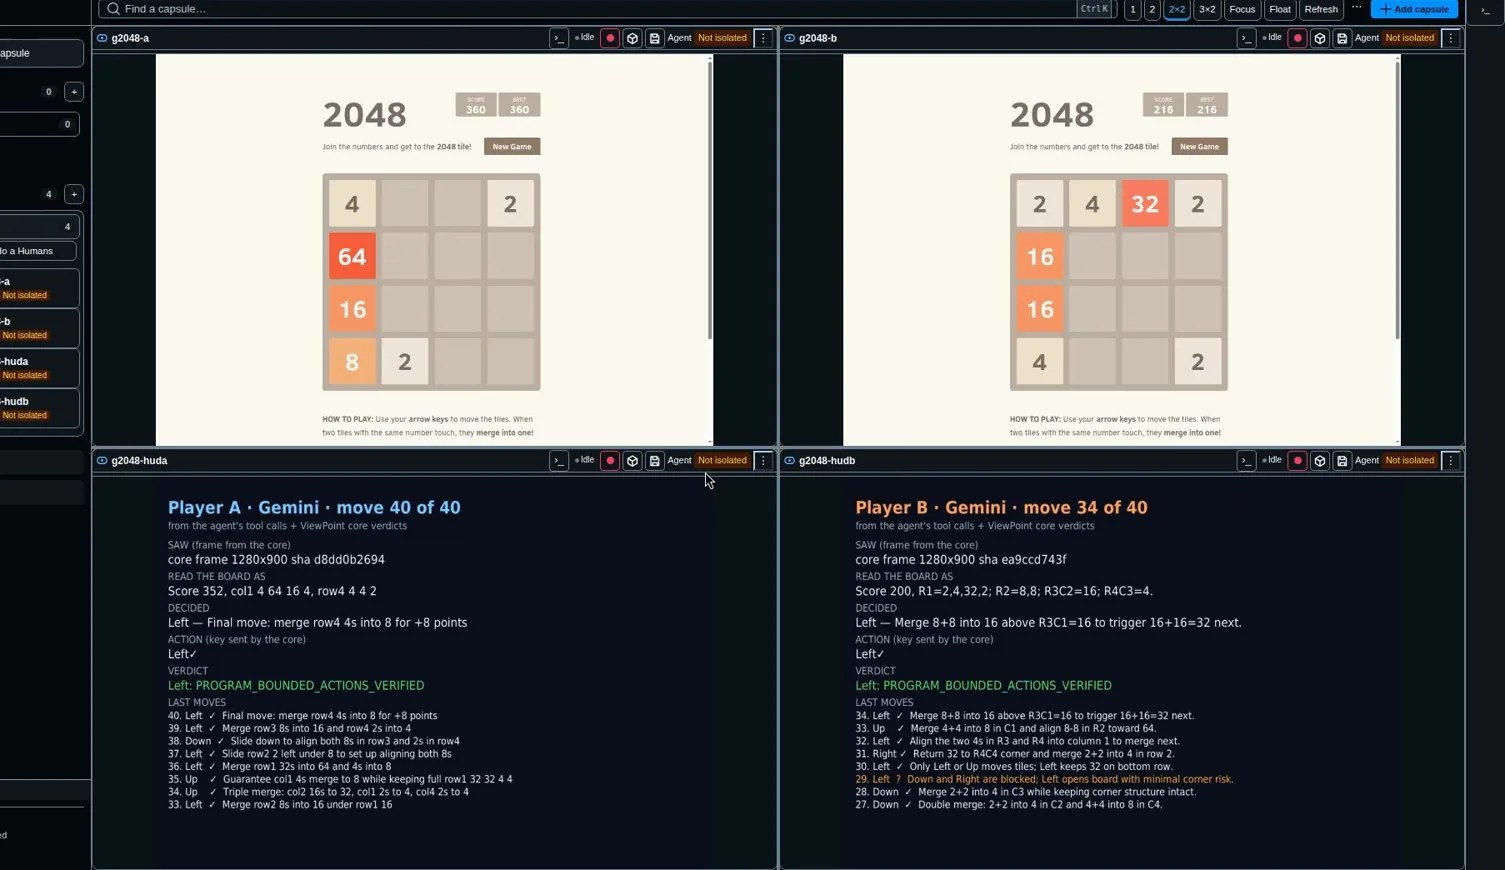 Find a capsule…
Ctrl K
1
2
2×2
3×2
Focus
Float
Refresh
···
+ Add capsule
>_
apsule
0
+
0
4
+
4
do a Humans
-a
Not isolated
-b
Not isolated
-huda
Not isolated
-hudb
Not isolated
ed
g2048-a
>_
Idle
Agent
Not isolated
2048
SCORE
360
BEST
360
Join the numbers and get to the 2048 tile!
New Game
4
2
64
16
8
2
HOW TO PLAY: Use your arrow keys to move the tiles. When
two tiles with the same number touch, they merge into one!
g2048-b
>_
Idle
Agent
Not isolated
2048
SCORE
216
BEST
216
Join the numbers and get to the 2048 tile!
New Game
2
4
32
2
16
16
4
2
HOW TO PLAY: Use your arrow keys to move the tiles. When
two tiles with the same number touch, they merge into one!
g2048-huda
>_
Idle
Agent
Not isolated
Player A · Gemini · move 40 of 40
from the agent's tool calls + ViewPoint core verdicts
SAW (frame from the core)
core frame 1280x900 sha d8dd0b2694
READ THE BOARD AS
Score 352, col1 4 64 16 4, row4 4 4 2
DECIDED
Left — Final move: merge row4 4s into 8 for +8 points
ACTION (key sent by the core)
Left✓
VERDICT
Left: PROGRAM_BOUNDED_ACTIONS_VERIFIED
LAST MOVES
40. Left ✓ Final move: merge row4 4s into 8 for +8 points
39. Left ✓ Merge row3 8s into 16 and row4 2s into 4
38. Down ✓ Slide down to align both 8s in row3 and 2s in row4
37. Left ✓ Slide row2 2 left under 8 to set up aligning both 8s
36. Left ✓ Merge row1 32s into 64 and 4s into 8
35. Up ✓ Guarantee col1 4s merge to 8 while keeping full row1 32 32 4 4
34. Up ✓ Triple merge: col2 16s to 32, col1 2s to 4, col4 2s to 4
33. Left ✓ Merge row2 8s into 16 under row1 16
g2048-hudb
>_
Idle
Agent
Not isolated
Player B · Gemini · move 34 of 40
from the agent's tool calls + ViewPoint core verdicts
SAW (frame from the core)
core frame 1280x900 sha ea9ccd743f
READ THE BOARD AS
Score 200, R1=2,4,32,2; R2=8,8; R3C2=16; R4C3=4.
DECIDED
Left — Merge 8+8 into 16 above R3C1=16 to trigger 16+16=32 next.
ACTION (key sent by the core)
Left✓
VERDICT
Left: PROGRAM_BOUNDED_ACTIONS_VERIFIED
LAST MOVES
34. Left ✓ Merge 8+8 into 16 above R3C1=16 to trigger 16+16=32 next.
33. Up ✓ Merge 4+4 into 8 in C1 and align 8-8 in R2 toward 64.
32. Left ✓ Align the two 4s in R3 and R4 into column 1 to merge next.
31. Right ✓ Return 32 to R4C4 corner and merge 2+2 into 4 in row 2.
30. Left ✓ Only Left or Up moves tiles; Left keeps 32 on bottom row.
29. Left ? Down and Right are blocked; Left opens board with minimal corner risk.
28. Down ✓ Merge 2+2 into 4 in C3 while keeping corner structure intact.
27. Down ✓ Double merge: 2+2 into 4 in C2 and 4+4 into 8 in C4.